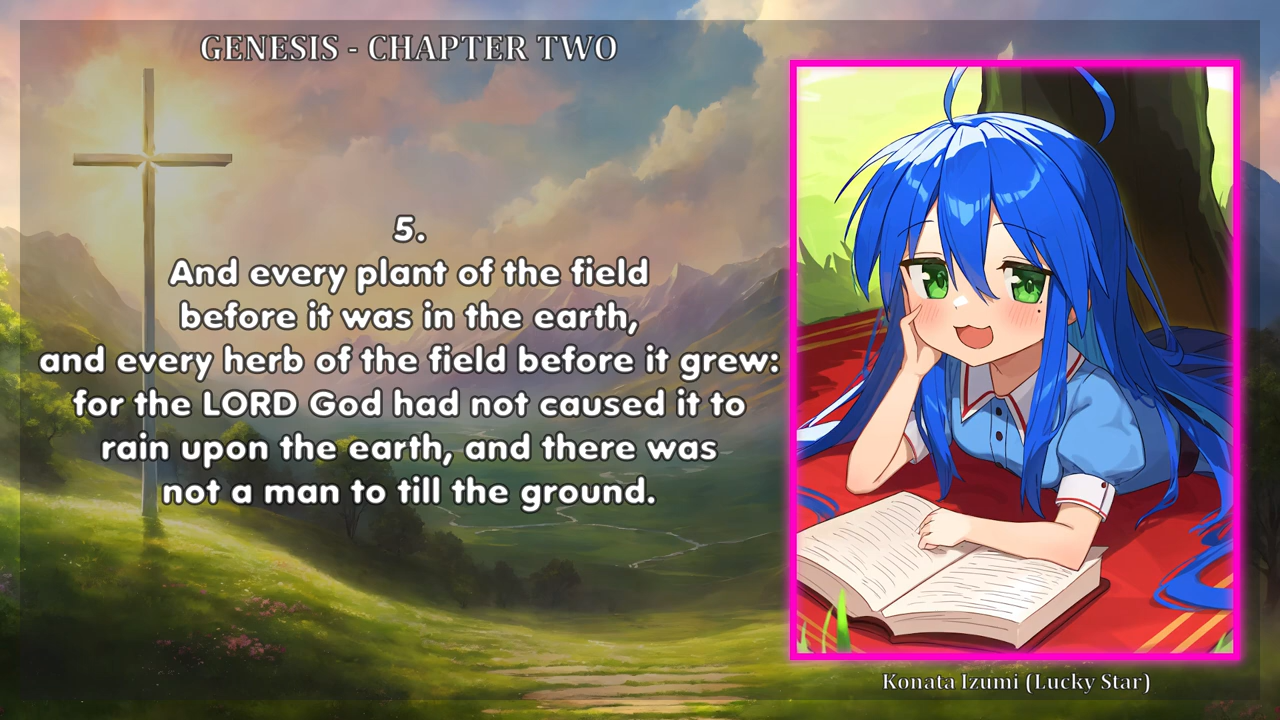 GENESIS - CHAPTER TWO
5.
And every plant of the field
before it was in the earth,
and every herb of the field before it grew:
for the LORD God had not caused it to
rain upon the earth, and there was
not a man to till the ground.
Konata Izumi (Lucky Star)